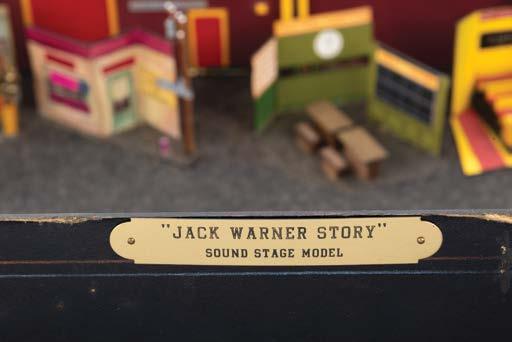 "JACK WARNER STORY"
SOUND STAGE MODEL